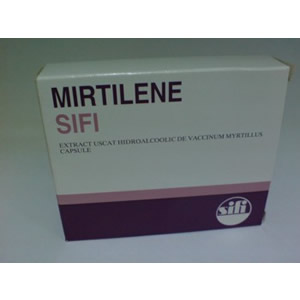 MIRTILENE
SIFI
EXTRACT USCAT HIDROALCOOLIC DE VACCINUM MYRTILLUS
CAPSULE
sifi